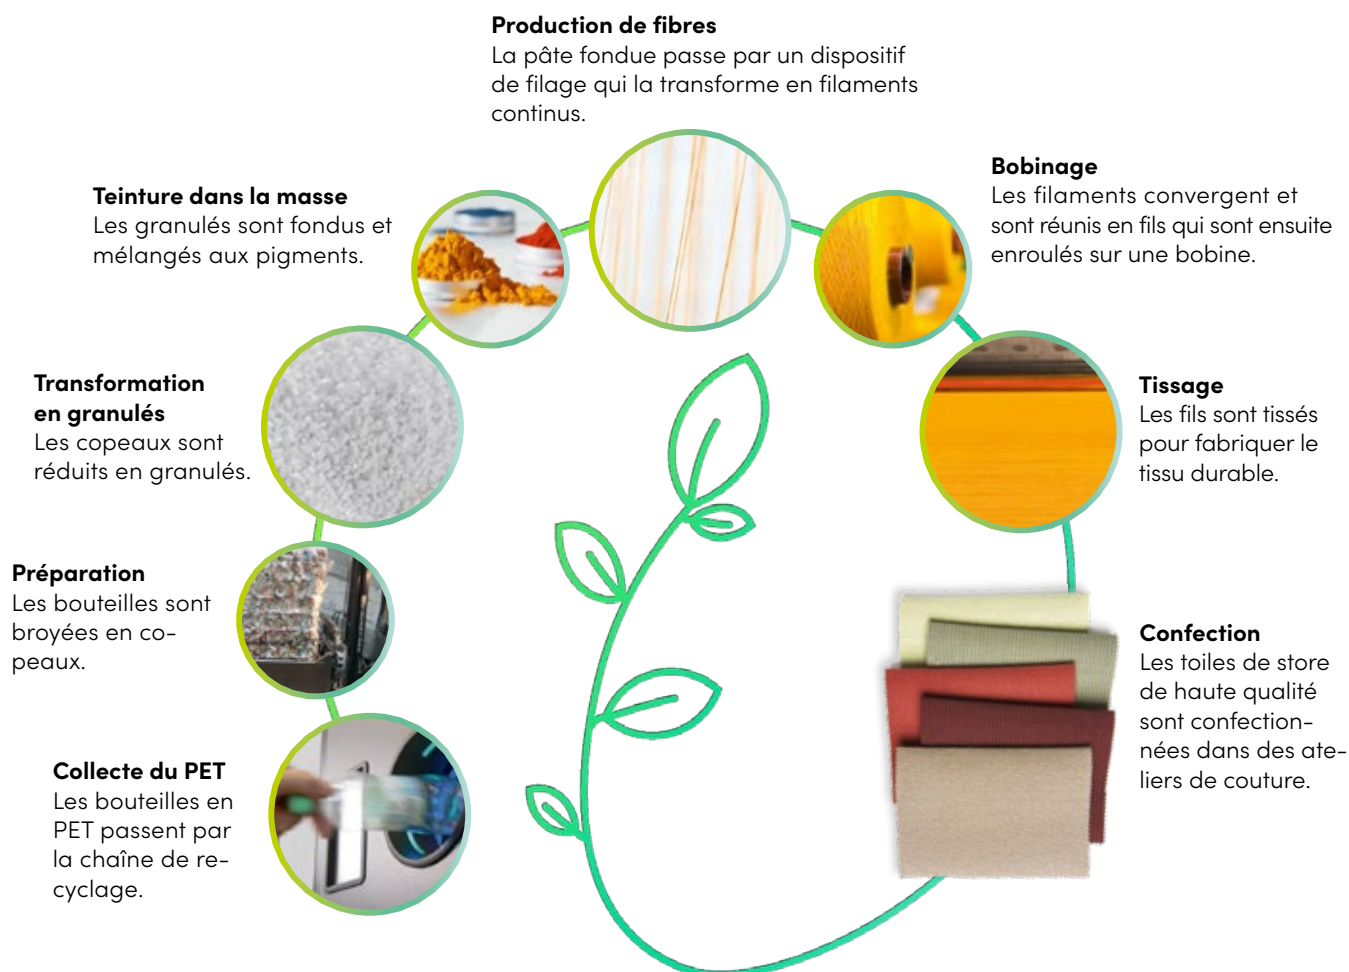 Production de fibres
La pâte fondue passe par un dispositif
de filage qui la transforme en filaments
continus.
Teinture dans la masse
Les granulés sont fondus et
mélangés aux pigments.
Bobinage
Les filaments convergent et
sont réunis en fils qui sont ensuite
enroulés sur une bobine.
Transformation
en granulés
Les copeaux sont
réduits en granulés.
Tissage
Les fils sont tissés
pour fabriquer le
tissu durable.
Préparation
Les bouteilles sont
broyées en co-
peaux.
Confection
Les toiles de store
de haute qualité
sont confection-
nées dans des ate-
liers de couture.
Collecte du PET
Les bouteilles en
PET passent par
la chaîne de re-
cyclage.